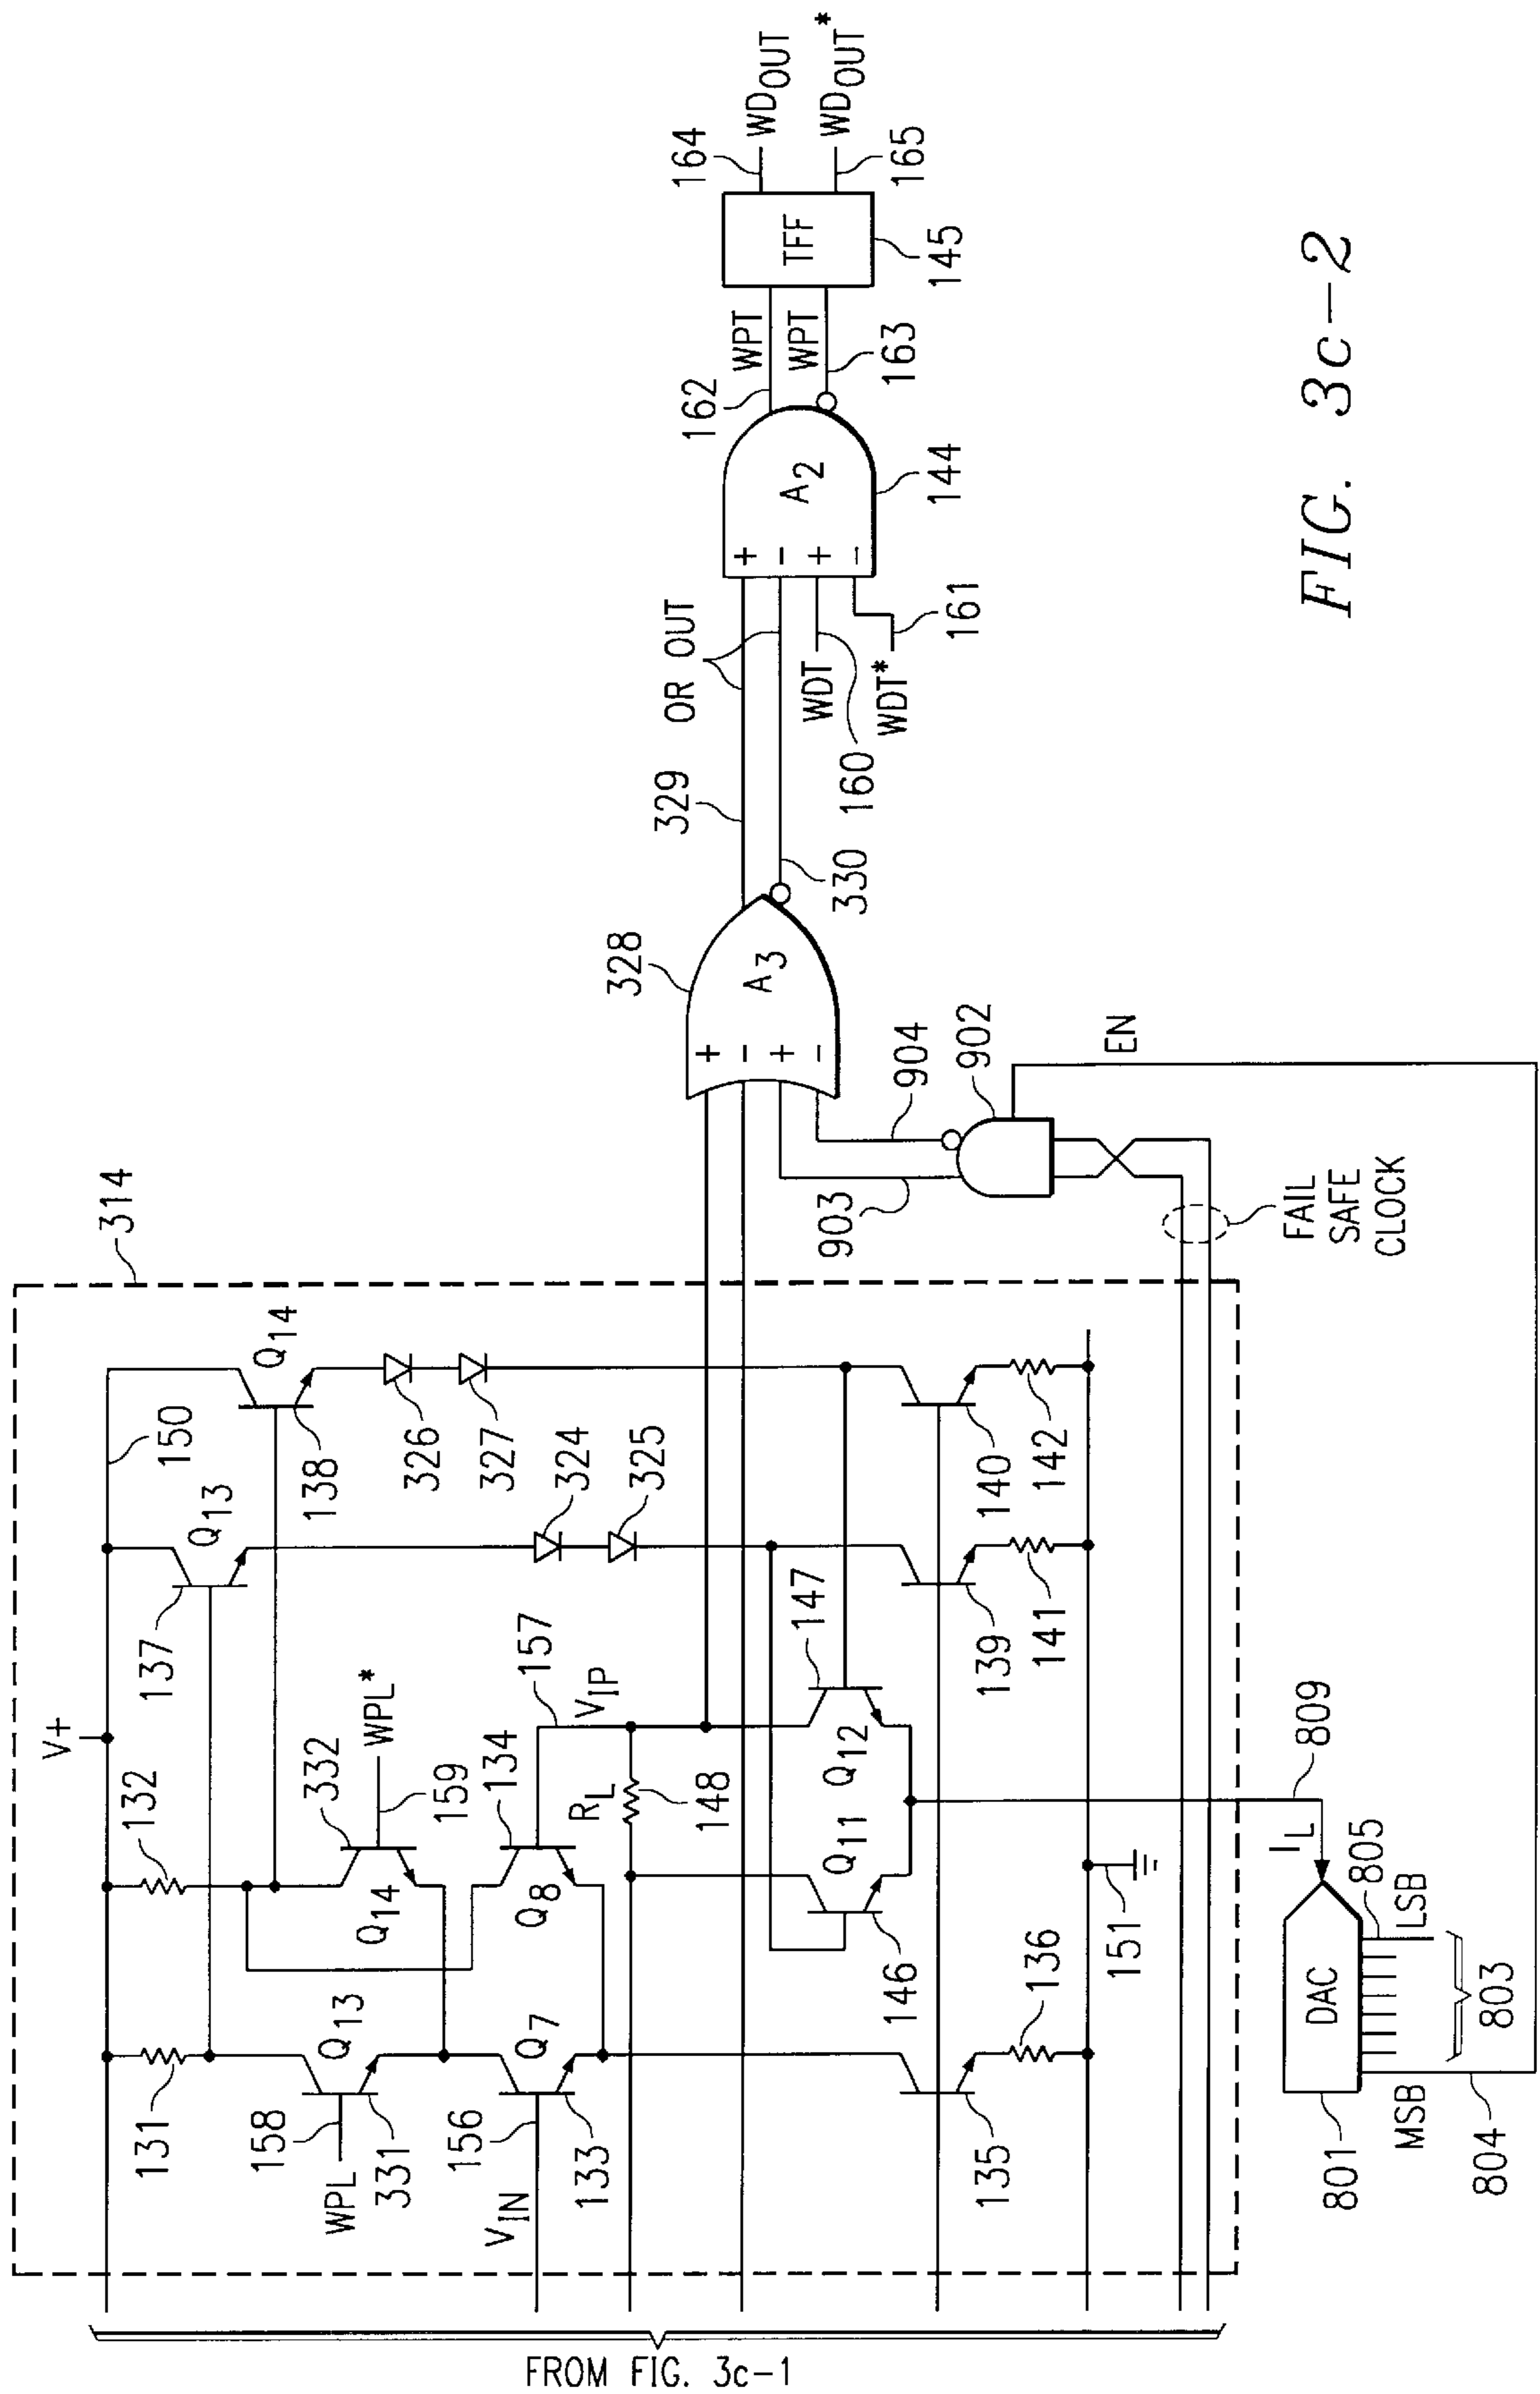 V+
150
314
132
131
137
Q13
138
Q14
332
WPL*
159
Q14
Q13
158
WPL
331
134
Q8
157
VIP
RL
148
Q7
156
VIN
133
326
327
324
325
147
Q12
Q11
146
135
136
151
139
141
140
142
IL
809
DAC
801
805
LSB
803
MSB
804
FROM FIG. 3c-1
328
A3
903
904
902
EN
FAIL
SAFE
CLOCK
329
330
OR OUT
WDT
160
WDT*
161
A2
144
162
WPT
WPT
163
TFF
145
164
WDOUT
165
WDOUT*
FIG. 3c-2
+
−
+
−
+
−
+
−